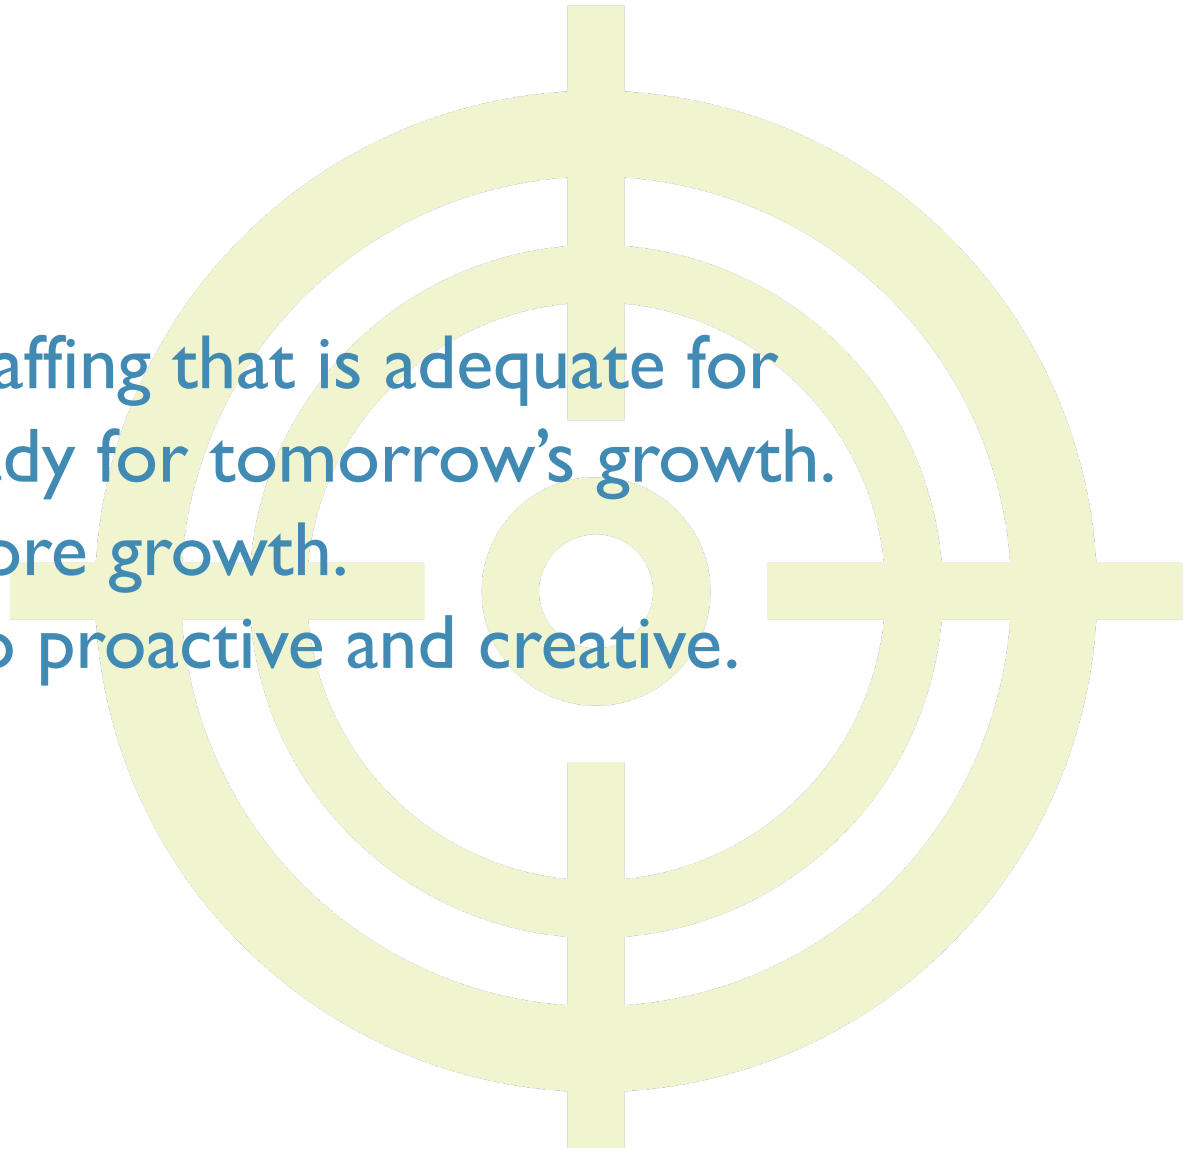 affing that is adequate for
dy for tomorrow’s growth.
ore growth.
o proactive and creative.